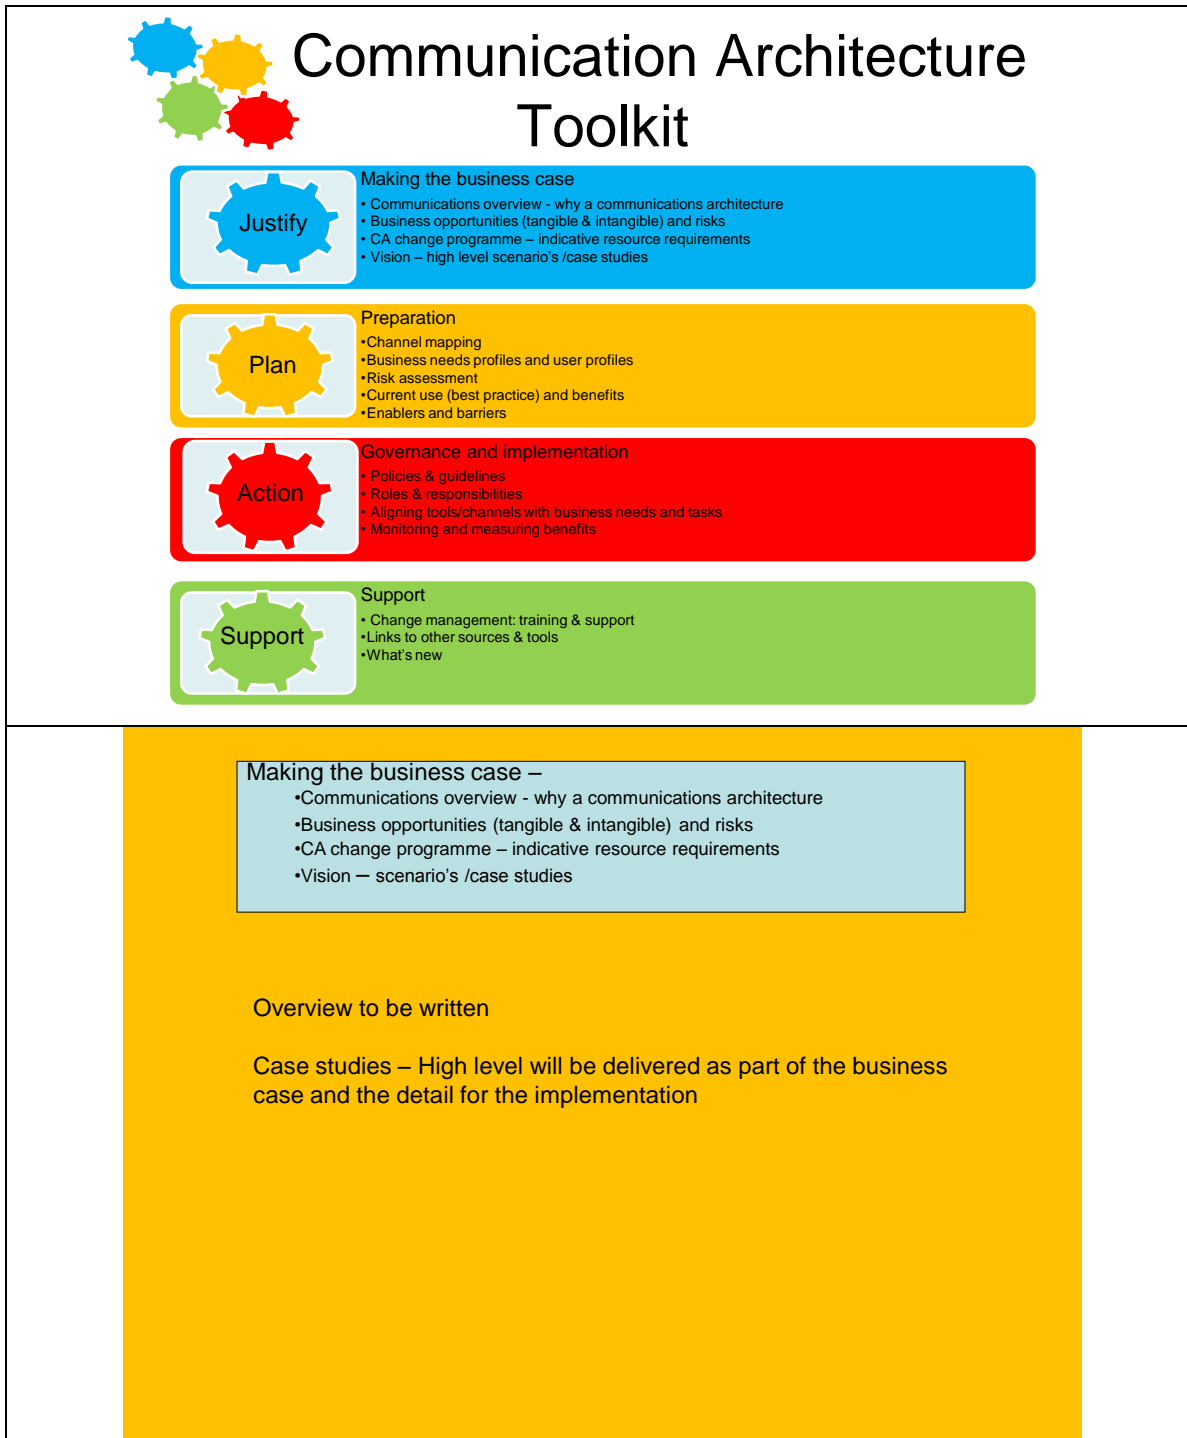 Communication Architecture
Toolkit
Justify
Making the business case
• Communications overview - why a communications architecture
• Business opportunities (tangible & intangible) and risks
• CA change programme – indicative resource requirements
• Vision – high level scenario's /case studies
Plan
Preparation
•Channel mapping
•Business needs profiles and user profiles
•Risk assessment
•Current use (best practice) and benefits
•Enablers and barriers
Action
Governance and implementation
• Policies & guidelines
• Roles & responsibilities
• Aligning tools/channels with business needs and tasks
• Monitoring and measuring benefits
Support
Support
• Change management: training & support
•Links to other sources & tools
•What's new
Making the business case –
•Communications overview - why a communications architecture
•Business opportunities (tangible & intangible) and risks
•CA change programme – indicative resource requirements
•Vision – scenario's /case studies
Overview to be written
Case studies – High level will be delivered as part of the business
case and the detail for the implementation